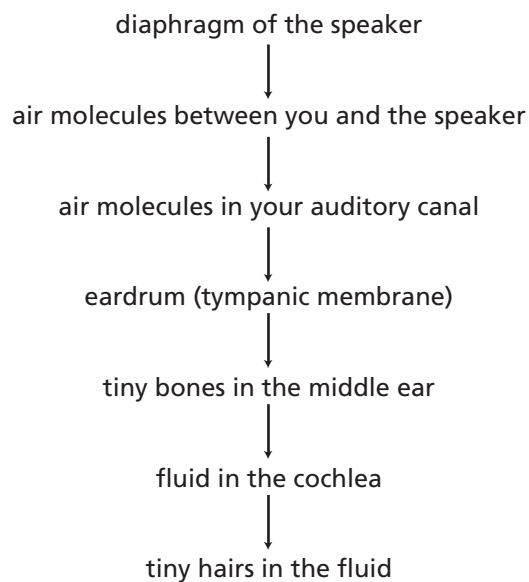 diaphragm of the speaker
air molecules between you and the speaker
air molecules in your auditory canal
eardrum (tympanic membrane)
tiny bones in the middle ear
fluid in the cochlea
tiny hairs in the fluid